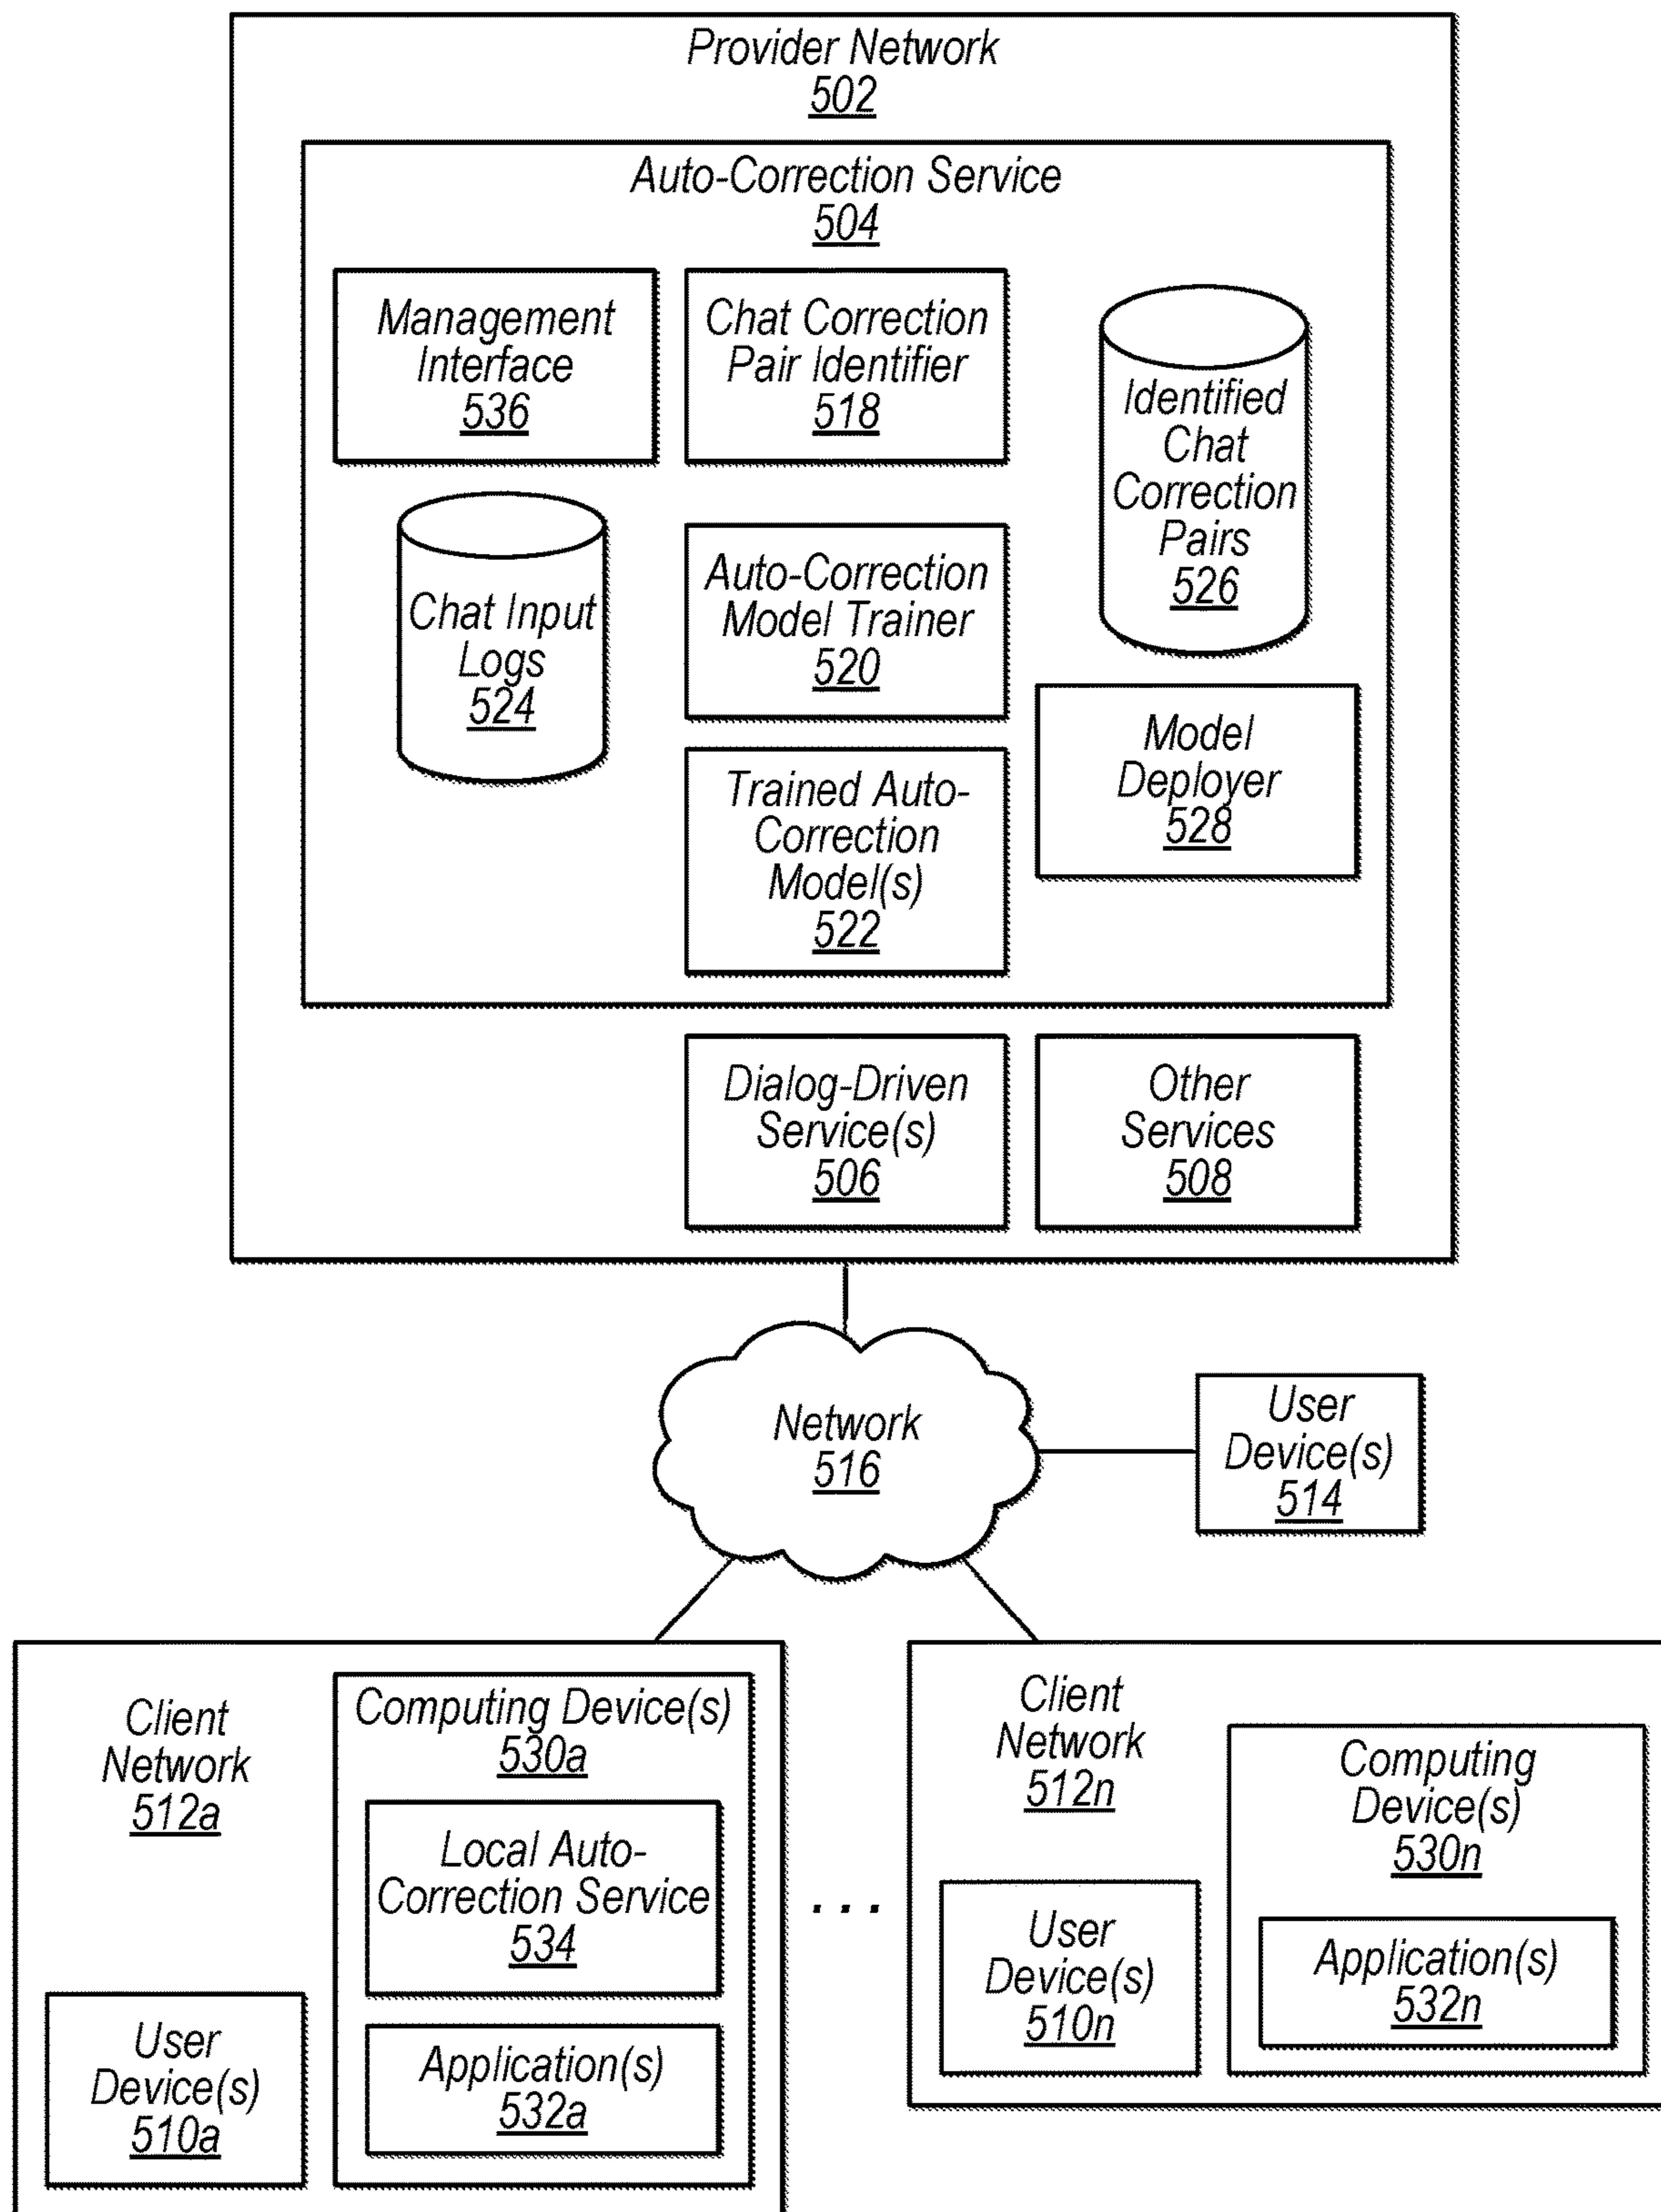 Provider Network
502
Auto-Correction Service
504
Management
Interface
536
Chat Correction
Pair Identifier
518
Identified
Chat
Correction
Pairs
526
Chat Input
Logs
524
Auto-Correction
Model Trainer
520
Trained Auto-
Correction
Model(s)
522
Model
Deployer
528
Dialog-Driven
Service(s)
506
Other
Services
508
Network
516
User
Device(s)
514
Client
Network
512a
Computing Device(s)
530a
Local Auto-
Correction Service
534
Application(s)
532a
User
Device(s)
510a
. . .
Client
Network
512n
Computing
Device(s)
530n
User
Device(s)
510n
Application(s)
532n